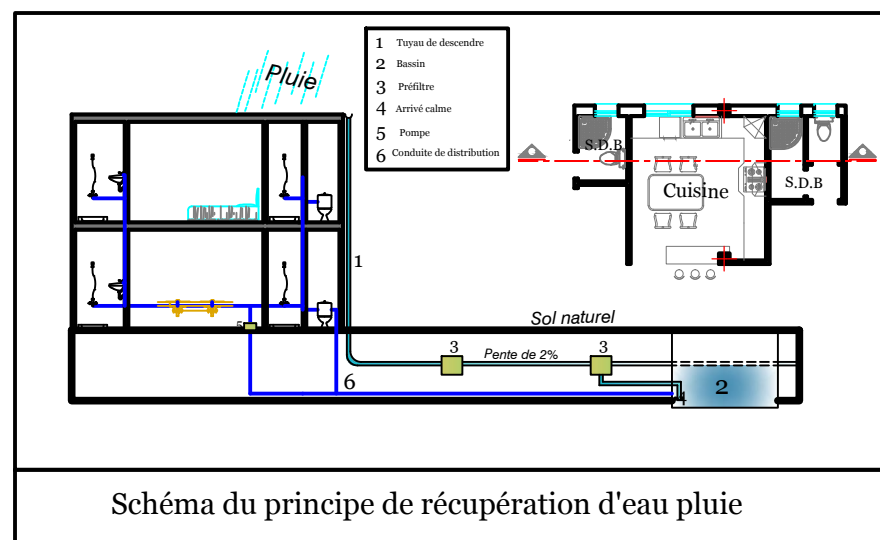 Pluie
1 Tuyau de descendre
2 Bassin
3 Préfiltre
4 Arrivé calme
5 Pompe
6 Conduite de distribution
S.D.B
Cuisine
S.D.B
1
Sol naturel
5
3
Pente de 2%
3
6
2
4
Schéma du principe de récupération d'eau pluie